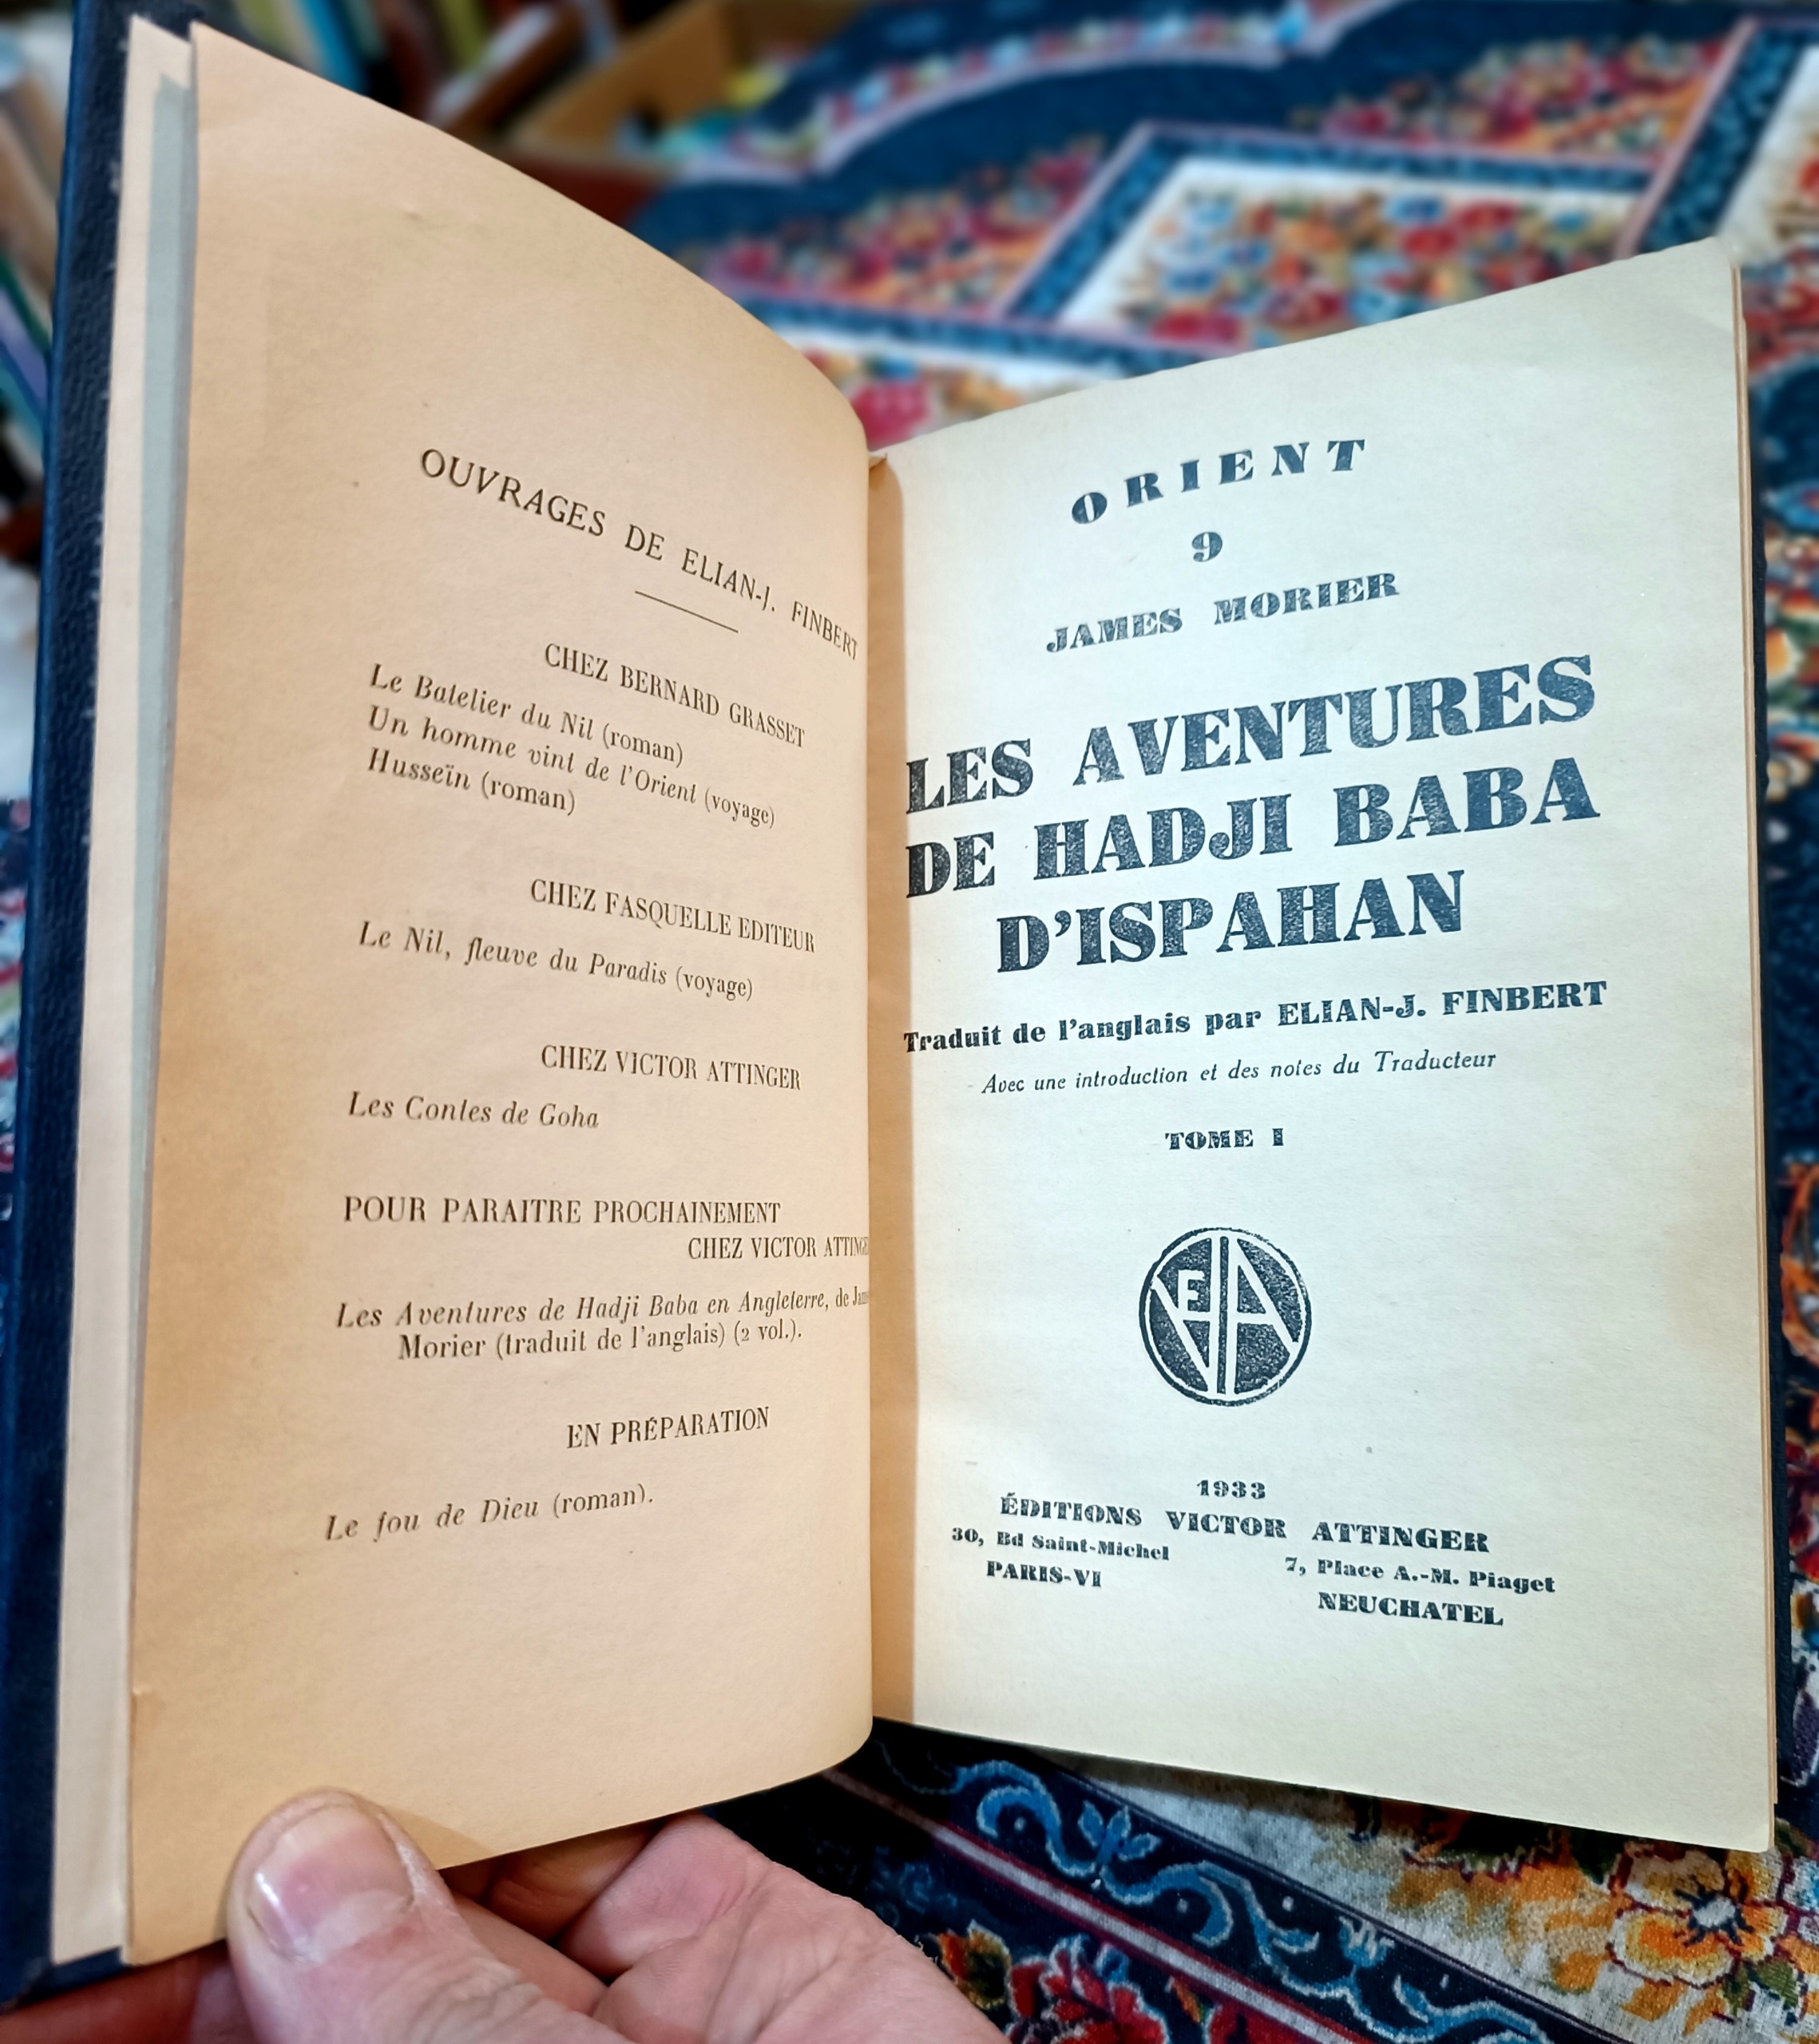 OUVRAGES DE ELIAN-J. FINBERT
CHEZ BERNARD GRASSET
Le Batelier du Nil (roman)
Un homme vint de l'Orient (voyage)
Husseïn (roman)
CHEZ FASQUELLE EDITEUR
Le Nil, fleuve du Paradis (voyage)
CHEZ VICTOR ATTINGER
Les Contes de Goha
POUR PARAITRE PROCHAINEMENT
CHEZ VICTOR
Les Aventures de Hadji Baba en Angleterre, de
Morier (traduit de l'anglais) (2 vol.).
EN PRÉPARATION
Le fou de Dieu (roman).
ORIENT
9
JAMES MORIER
LES AVENTURES
DE HADJI BABA
D'ISPAHAN
Traduit de l'anglais par ELIAN-J. FINBERT
Avec une introduction et des notes du Traducteur
TOME I
VEA
1933
ÉDITIONS VICTOR ATTINGER
30, Bd Saint-Michel
PARIS-VI
7, Place A.-M. Piaget
NEUCHATEL